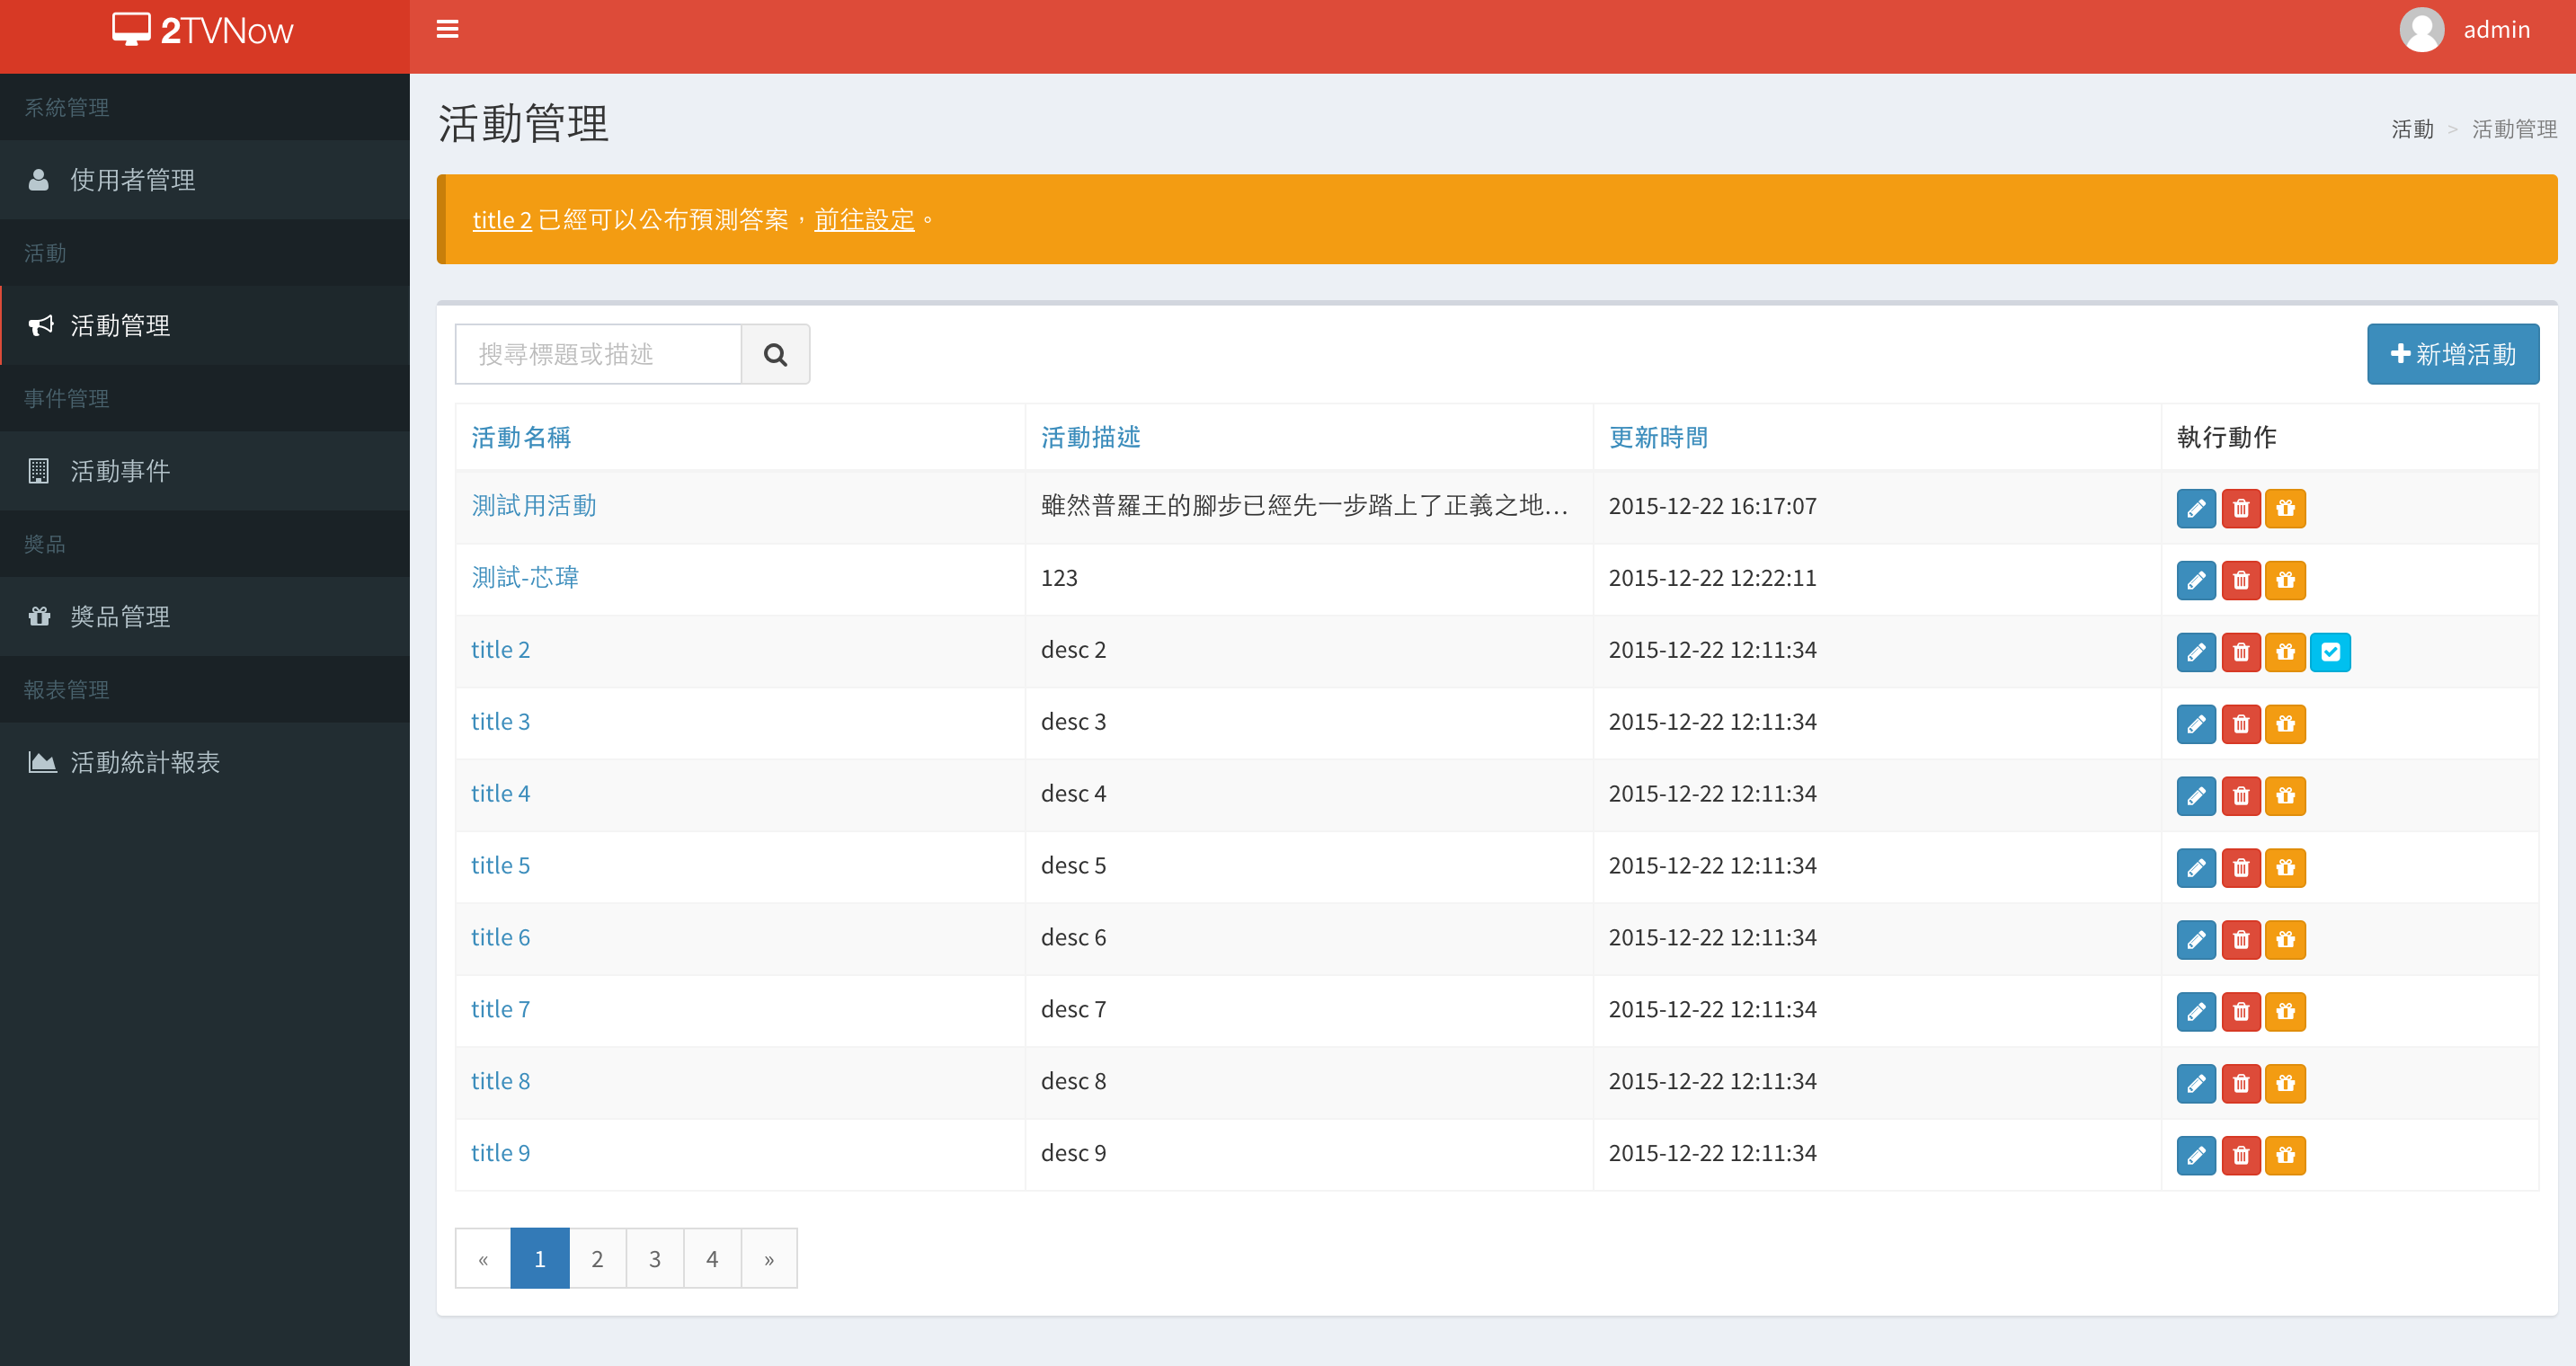 2TVNow
admin
系統管理
使用者管理
活動
活動管理
事件管理
活動事件
獎品
獎品管理
報表管理
活動統計報表
活動管理
活動 > 活動管理
title 2 已經可以公布預測答案，前往設定。
搜尋標題或描述
新增活動
活動名稱 活動描述 更新時間 執行動作
測試用活動 雖然普羅王的腳步已經先一步踏上了正義之地... 2015-12-22 16:17:07
測試-芯瑋 123 2015-12-22 12:22:11
title 2 desc 2 2015-12-22 12:11:34
title 3 desc 3 2015-12-22 12:11:34
title 4 desc 4 2015-12-22 12:11:34
title 5 desc 5 2015-12-22 12:11:34
title 6 desc 6 2015-12-22 12:11:34
title 7 desc 7 2015-12-22 12:11:34
title 8 desc 8 2015-12-22 12:11:34
title 9 desc 9 2015-12-22 12:11:34
« 1 2 3 4 »